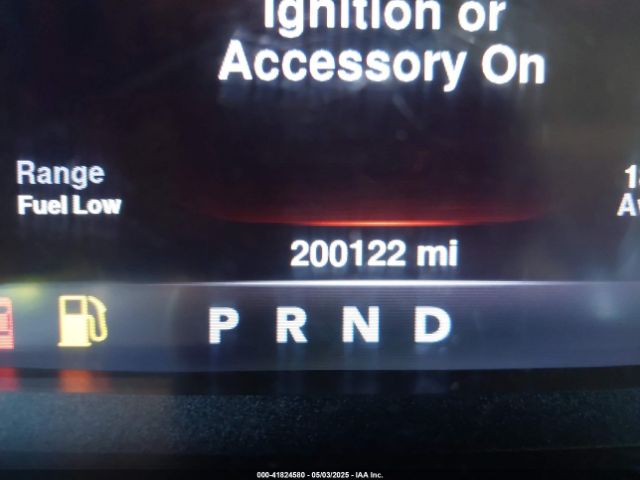 Ignition or
Accessory On
Range
Fuel Low
200122 mi
P R N D
000-41824580 - 05/03/2025 - IAA Inc.